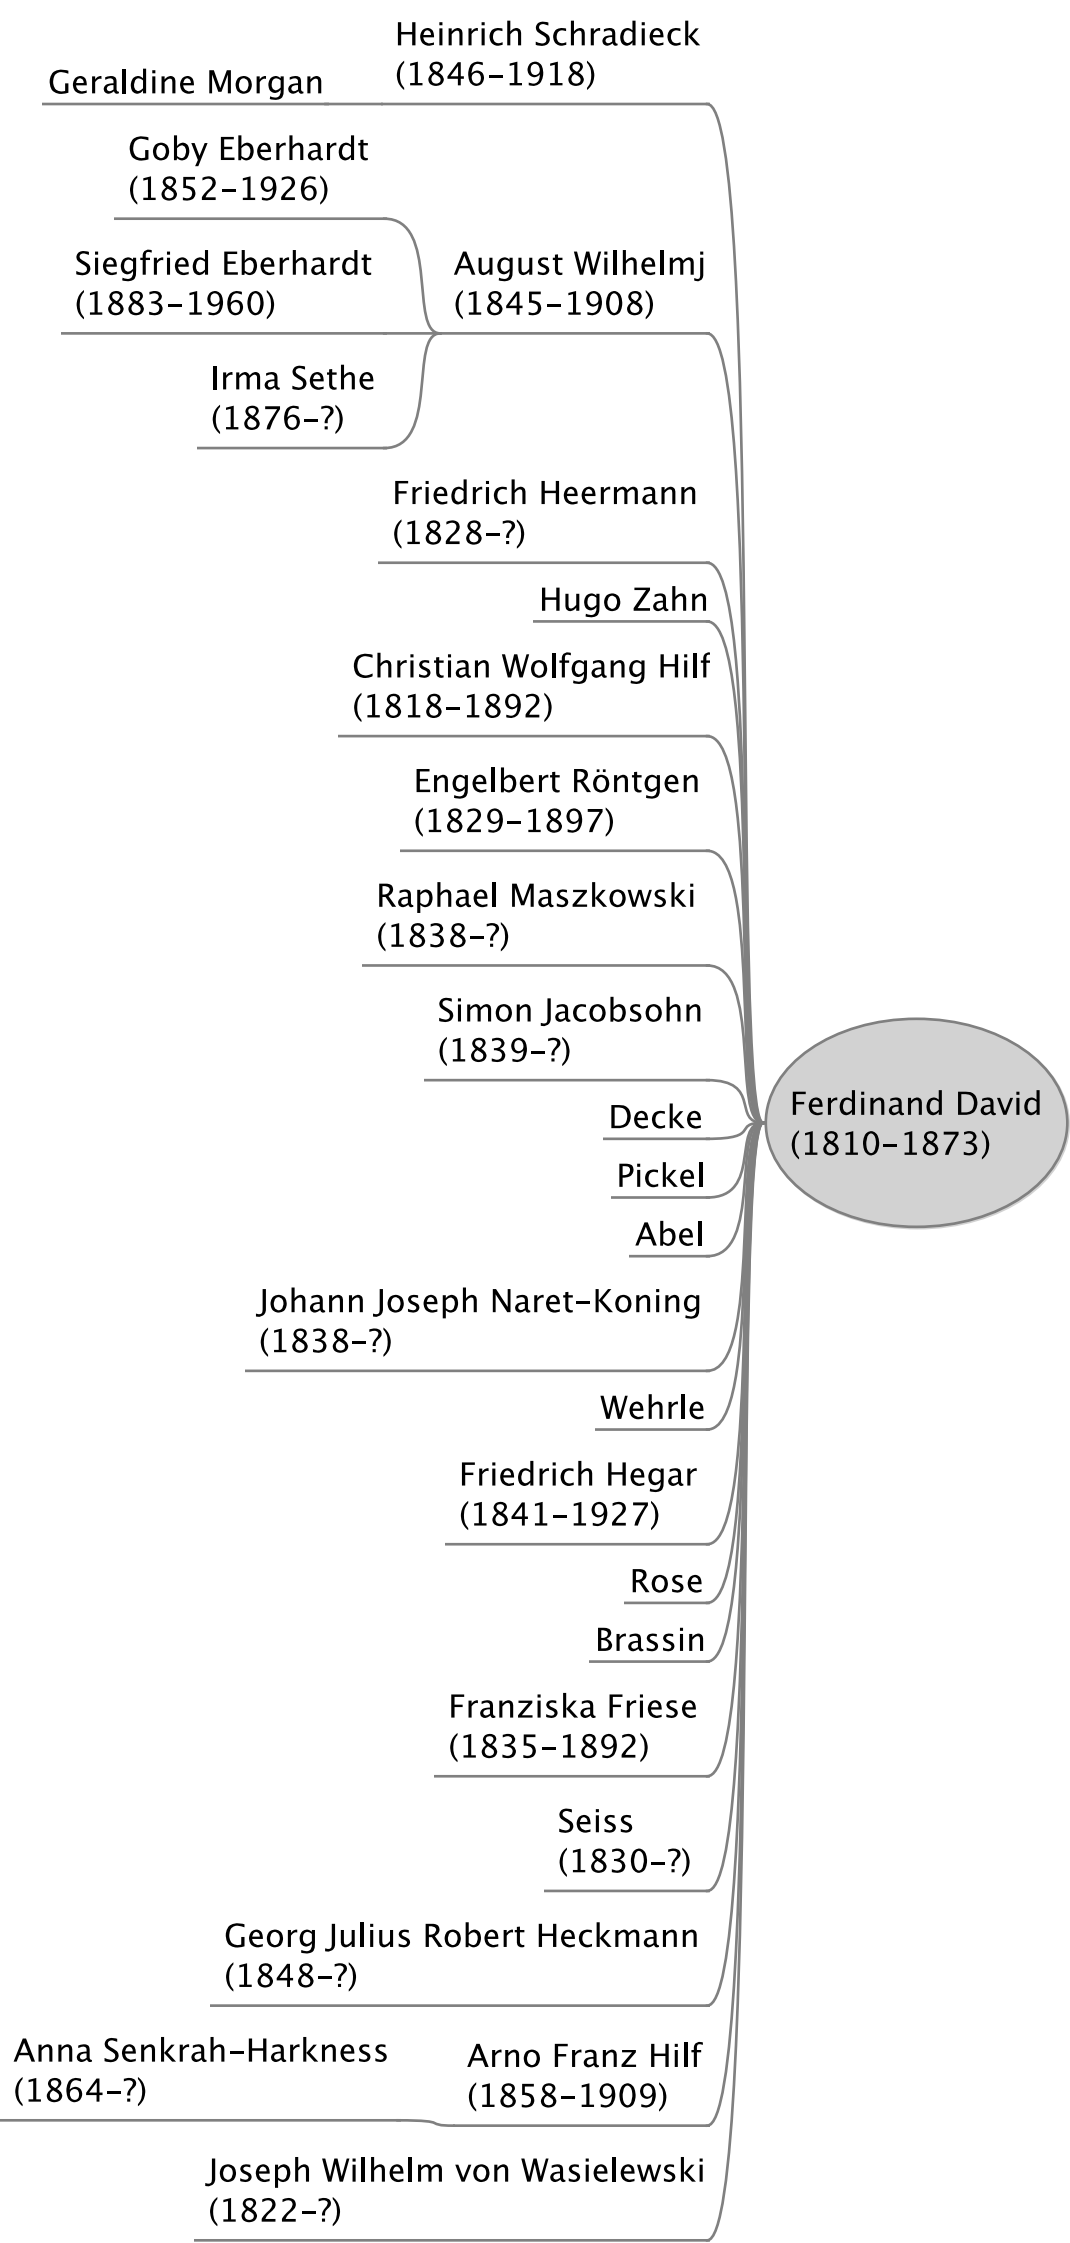 Heinrich Schradieck
(1846–1918)
Geraldine Morgan
Goby Eberhardt
(1852–1926)
Siegfried Eberhardt
(1883–1960)
August Wilhelmj
(1845–1908)
Irma Sethe
(1876–?)
Friedrich Heermann
(1828–?)
Hugo Zahn
Christian Wolfgang Hilf
(1818–1892)
Engelbert Röntgen
(1829–1897)
Raphael Maszkowski
(1838–?)
Simon Jacobsohn
(1839–?)
Decke
Ferdinand David
(1810–1873)
Pickel
Abel
Johann Joseph Naret–Koning
(1838–?)
Wehrle
Friedrich Hegar
(1841–1927)
Rose
Brassin
Franziska Friese
(1835–1892)
Seiss
(1830–?)
Georg Julius Robert Heckmann
(1848–?)
Anna Senkrah–Harkness
(1864–?)
Arno Franz Hilf
(1858–1909)
Joseph Wilhelm von Wasielewski
(1822–?)